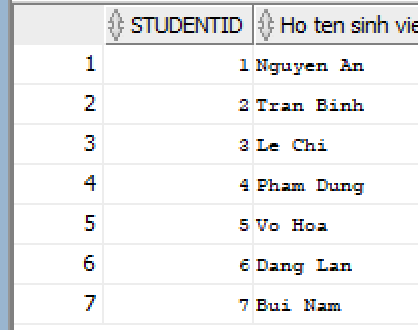 STUDENTID Ho ten sinh vie
1 1 Nguyen An
2 2 Tran Binh
3 3 Le Chi
4 4 Pham Dung
5 5 Vo Hoa
6 6 Dang Lan
7 7 Bui Nam